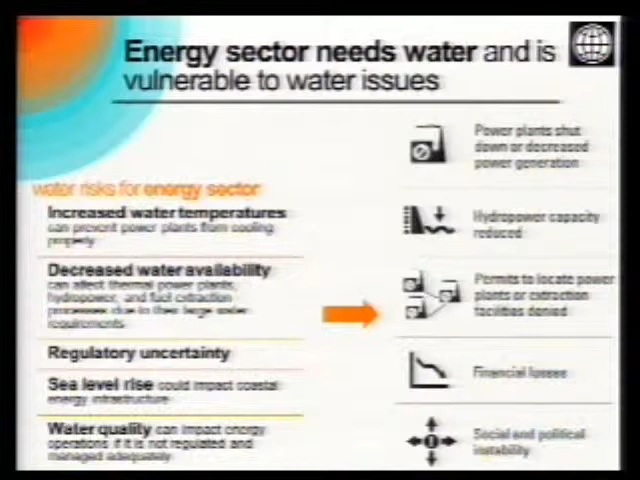 Energy sector needs water and is
vulnerable to water issues
water risks for energy sector
Increased water temperatures
can prevent power plants from cooling
properly
Decreased water availability
can affect thermal power plants,
hydropower, and fuel extraction
processes due to their large water
requirements
Regulatory uncertainty
Sea level rise could impact coastal
energy infrastructure
Water quality can impact energy
operations if it is not regulated and
managed adequately
Power plants shut
down or decreased
power generation
Hydropower capacity
reduced
Permits to locate power
plants or extraction
facilities denied
Financial losses
Social and political
instability